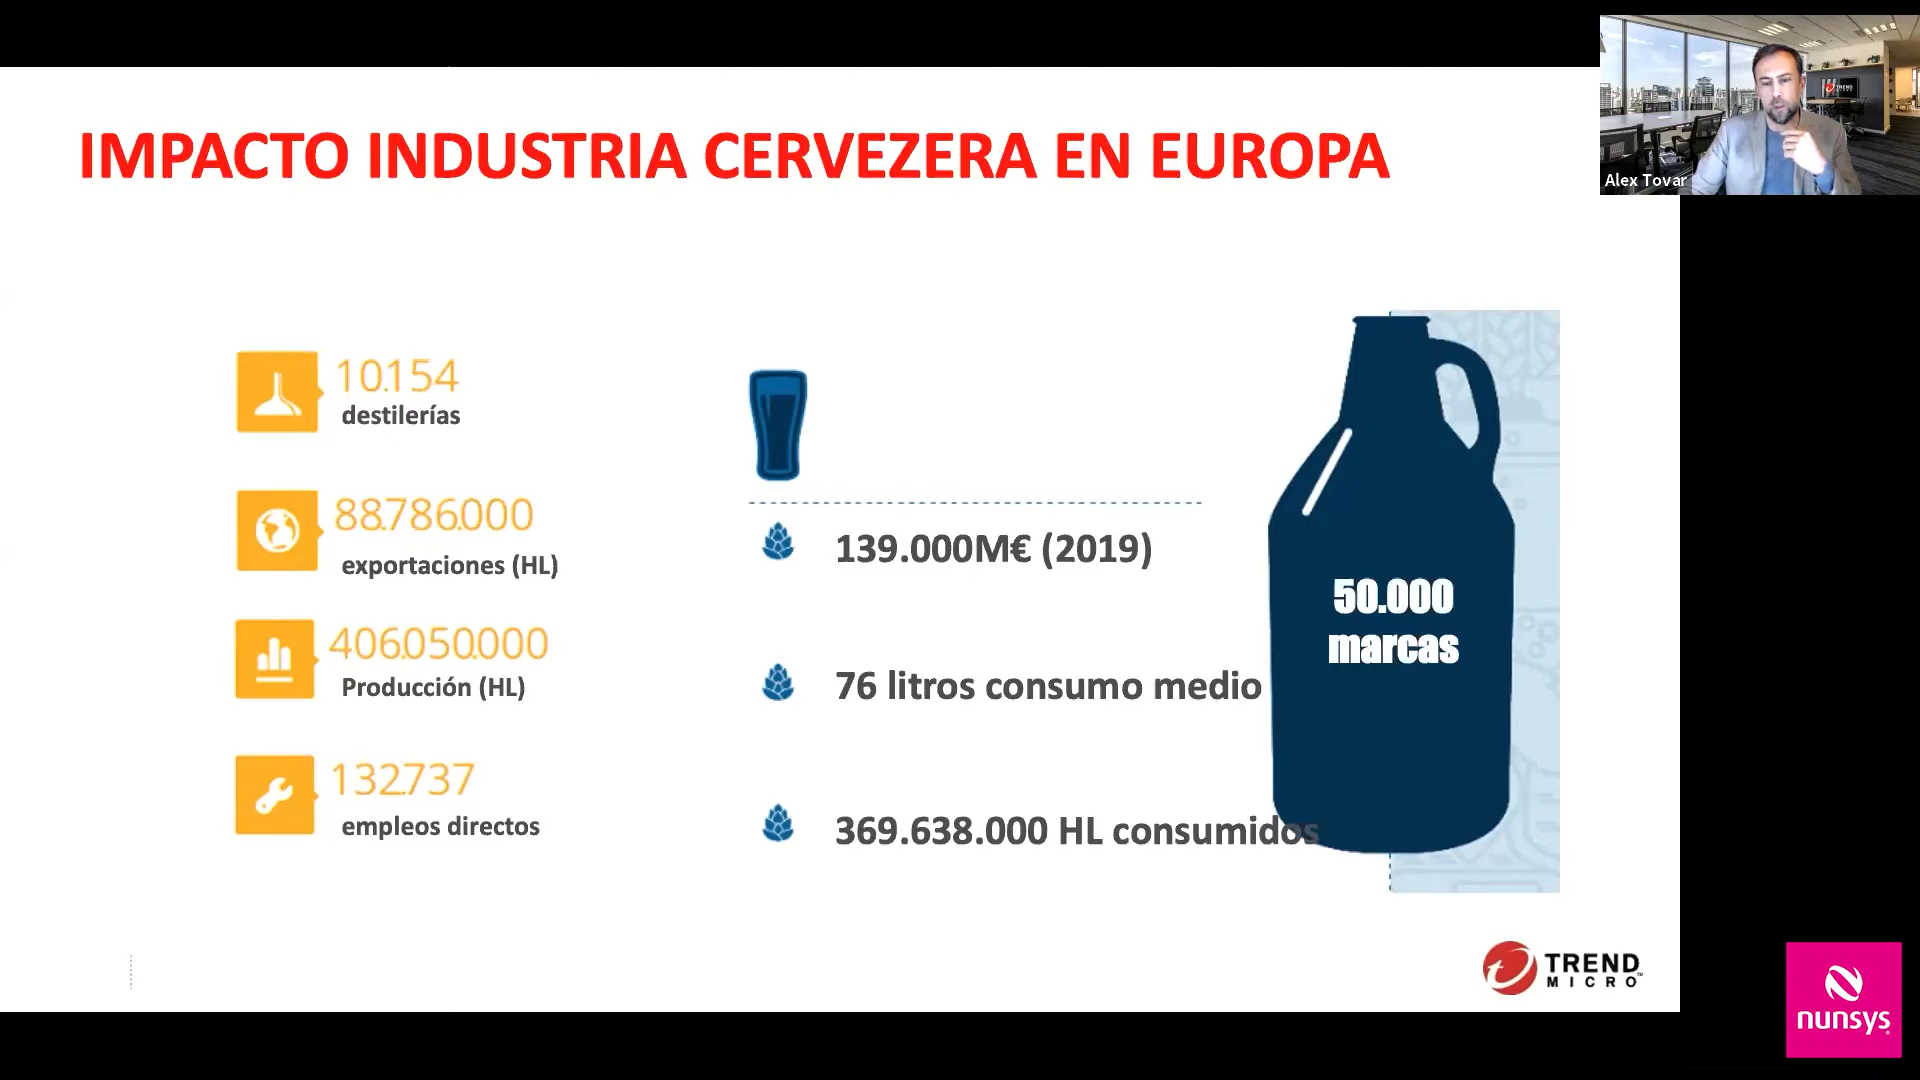 IMPACTO INDUSTRIA CERVEZERA EN EUROPA
Alex Tovar
TREND
10.154
destilerías
88.786.000
exportaciones (HL)
406.050.000
Producción (HL)
132.737
empleos directos
139.000M€ (2019)
76 litros consumo medio
369.638.000 HL consumidos
50.000
marcas
TREND
MICRO™
nunsys